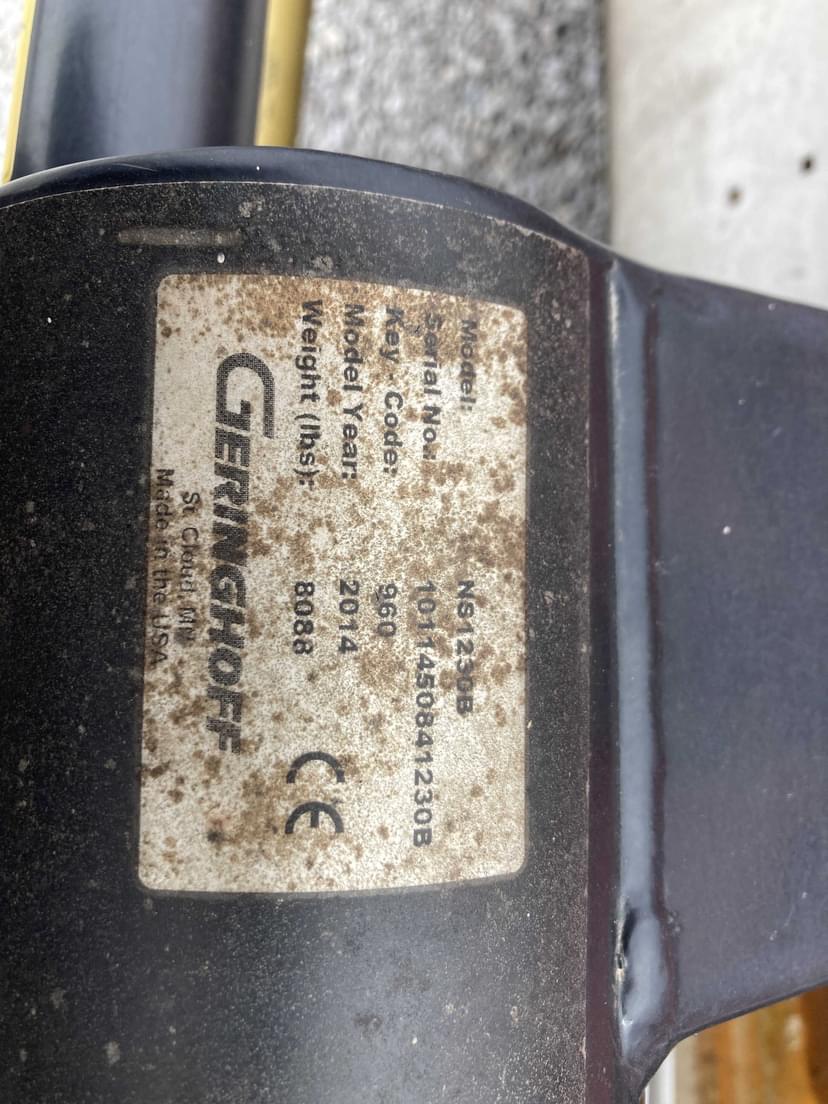 Model: NS1230B
Serial No.: 1011450841230B
Key - Code: 960
Model Year: 2014
Weight (lbs): 8088
CE
GERINGHOFF
St. Cloud, MN
Made in the USA